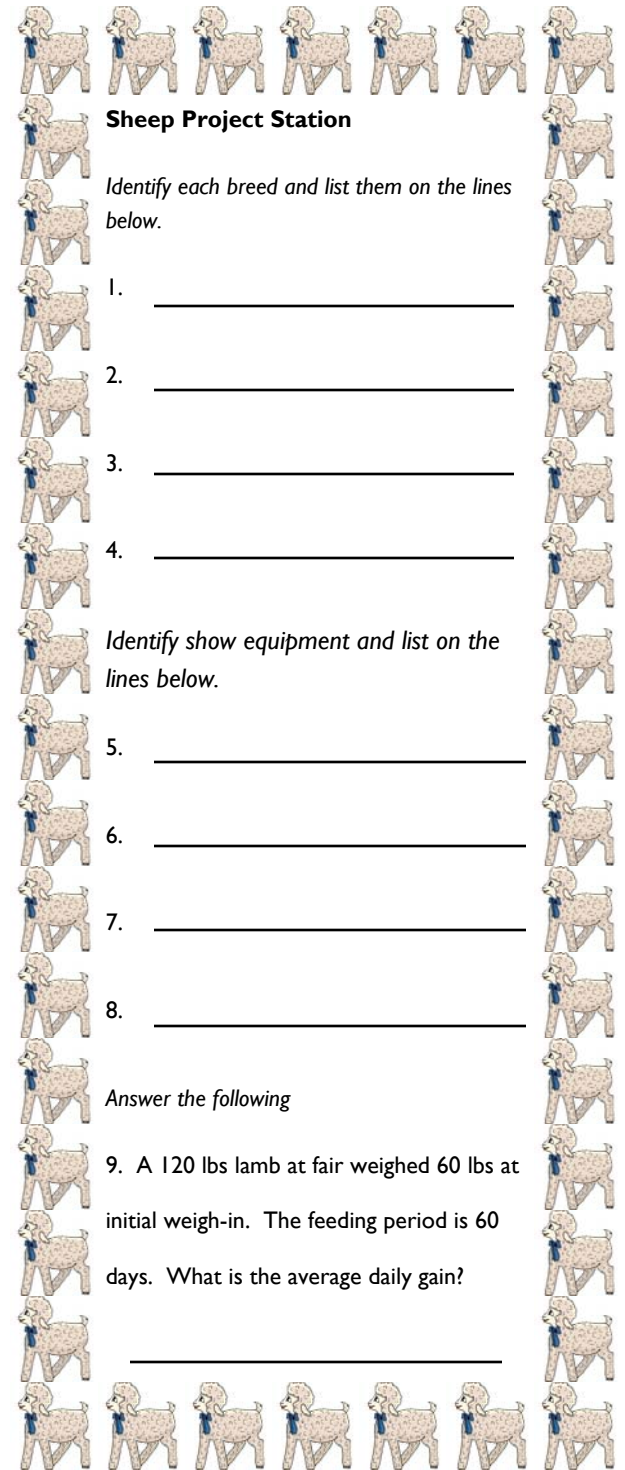 Sheep Project Station
Identify each breed and list them on the lines
below.
1.
2.
3.
4.
Identify show equipment and list on the
lines below.
5.
6.
7.
8.
Answer the following
9. A 120 lbs lamb at fair weighed 60 lbs at
initial weigh-in. The feeding period is 60
days. What is the average daily gain?